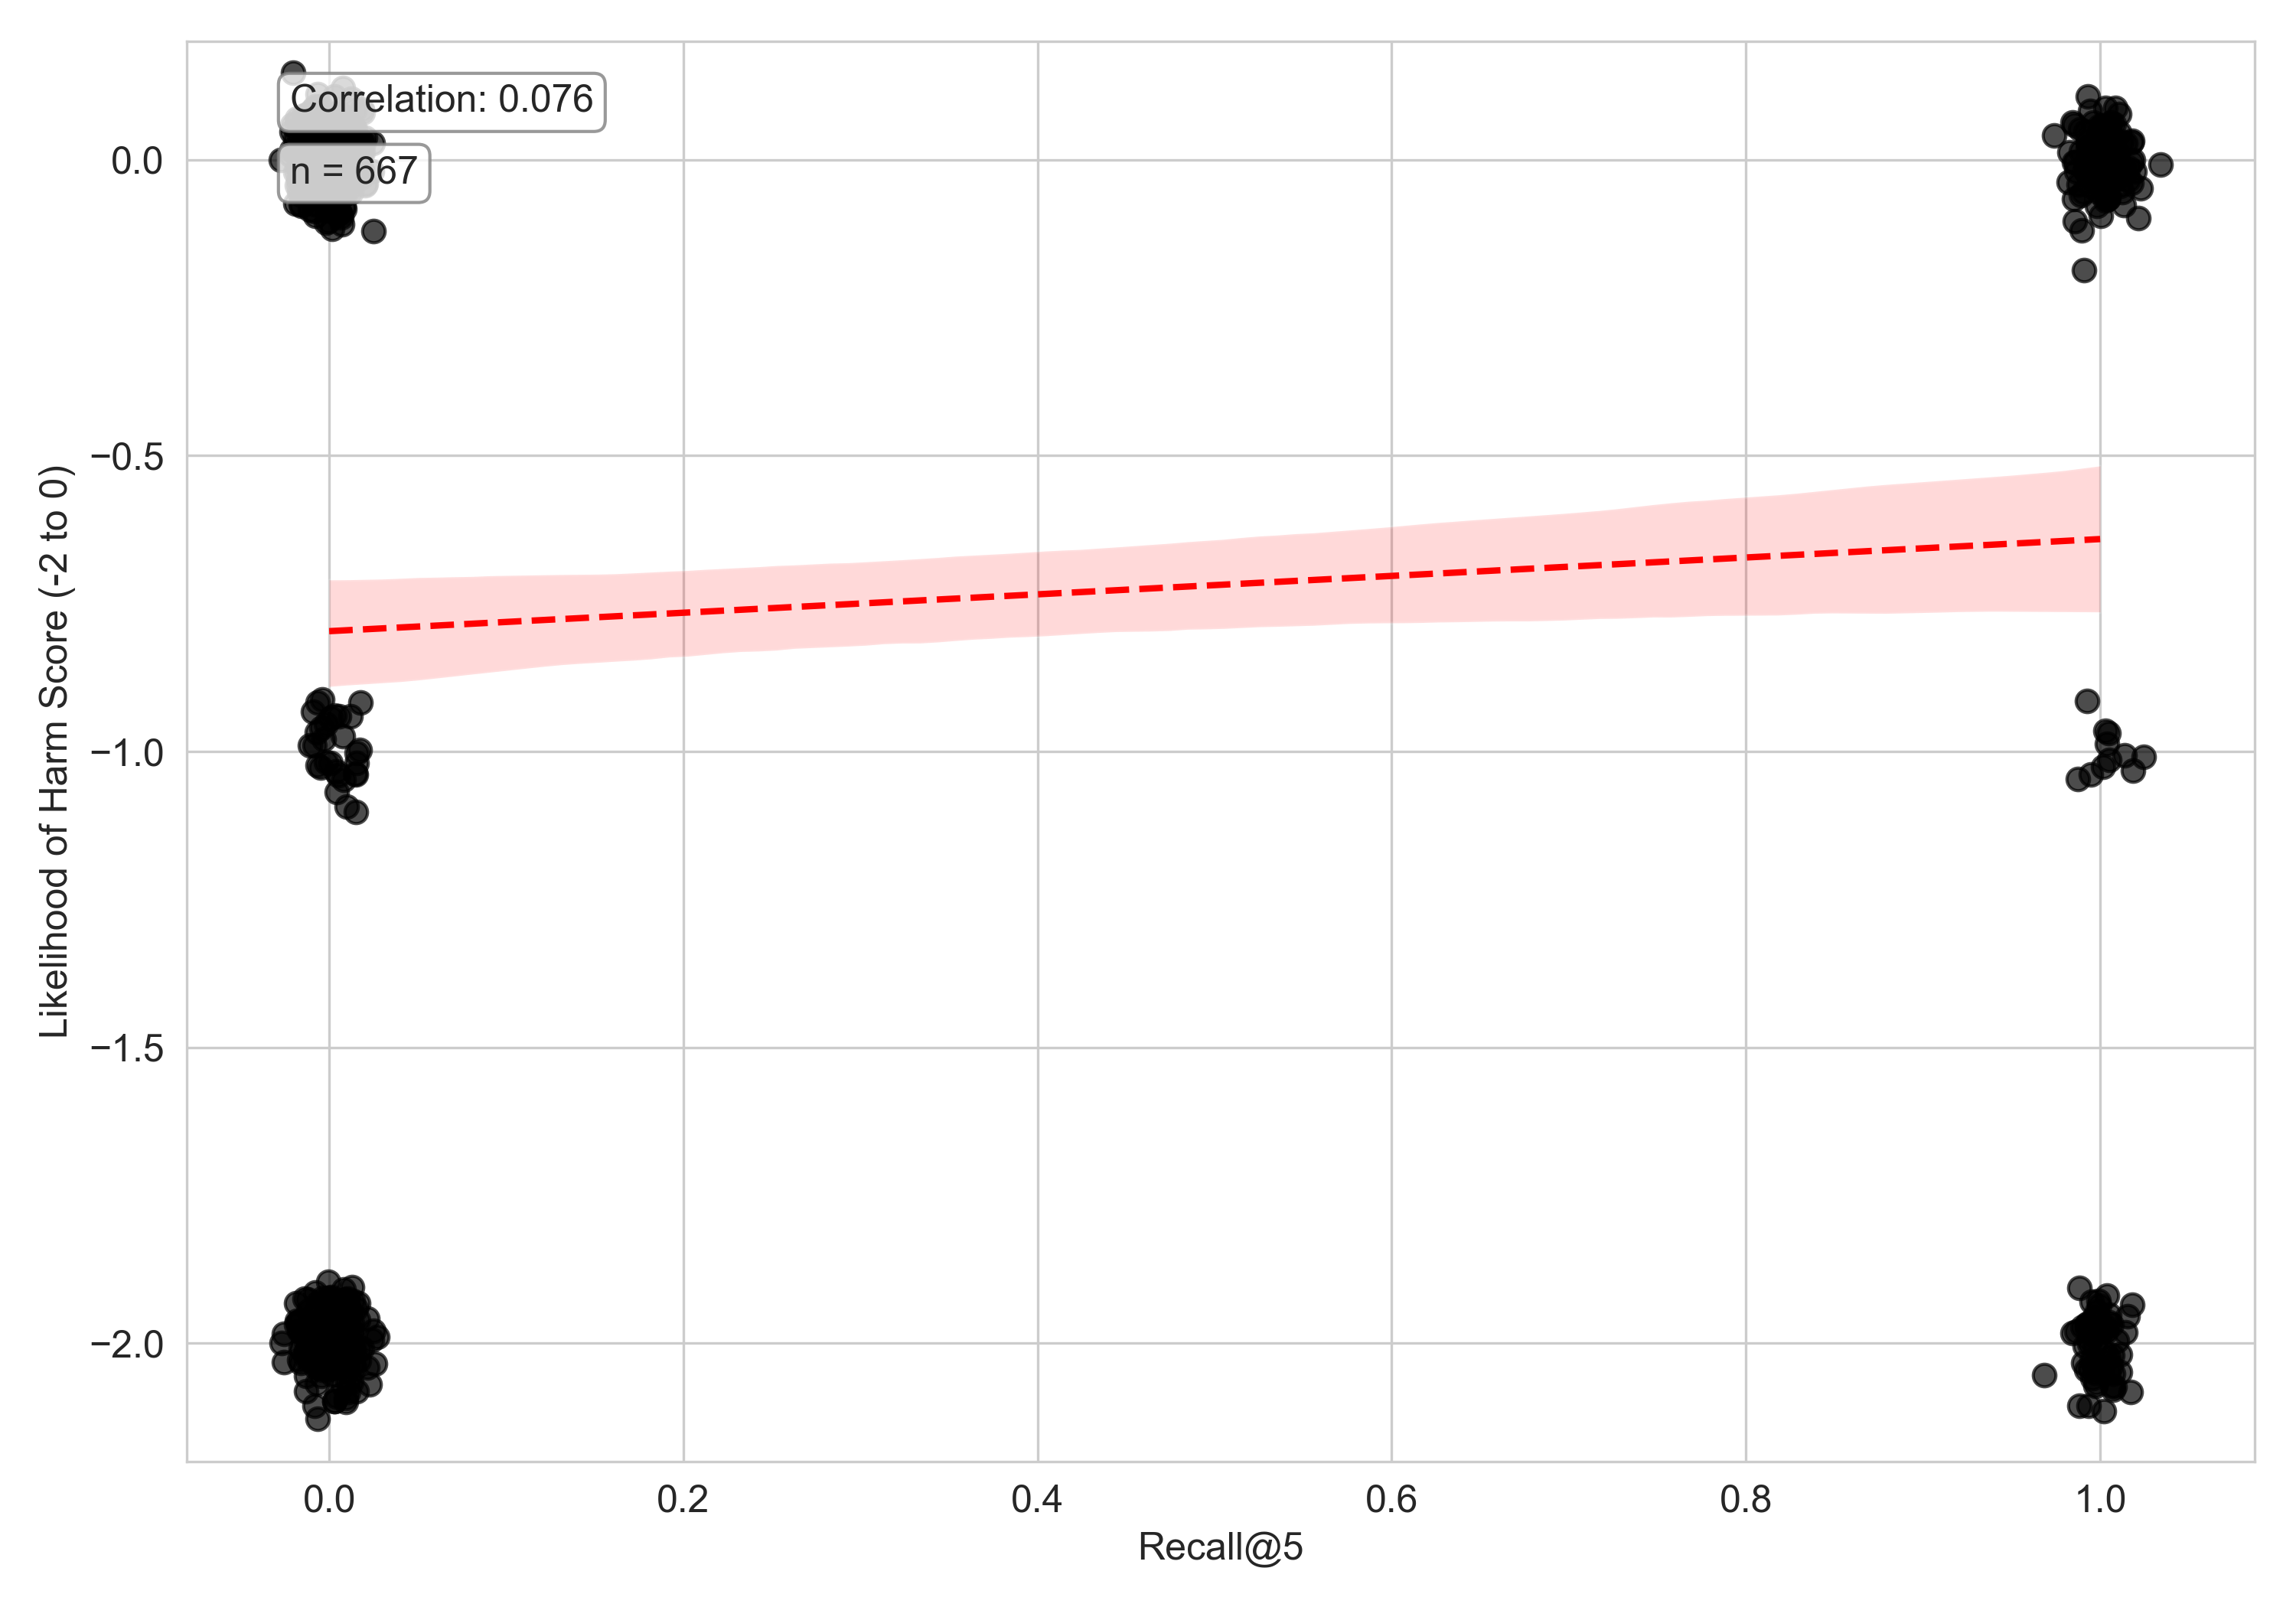 Correlation: 0.076
n = 667
0.0
−0.5
−1.0
−1.5
−2.0
Likelihood of Harm Score (-2 to 0)
0.0 0.2 0.4 0.6 0.8 1.0
Recall@5